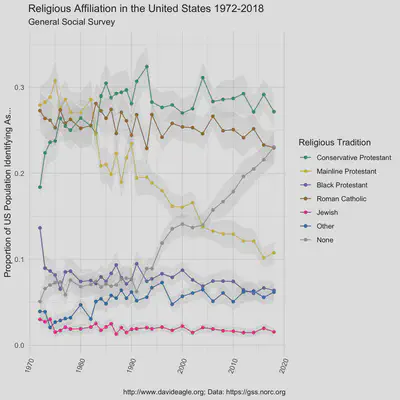 Religious Affiliation in the United States 1972-2018
General Social Survey
Proportion of US Population Identifying As...
0.3
0.2
0.1
0.0
1970
1980
1990
2000
2010
2020
Religious Tradition
Conservative Protestant
Mainline Protestant
Black Protestant
Roman Catholic
Jewish
Other
None
http://www.davideagle.org; Data: https://gss.norc.org